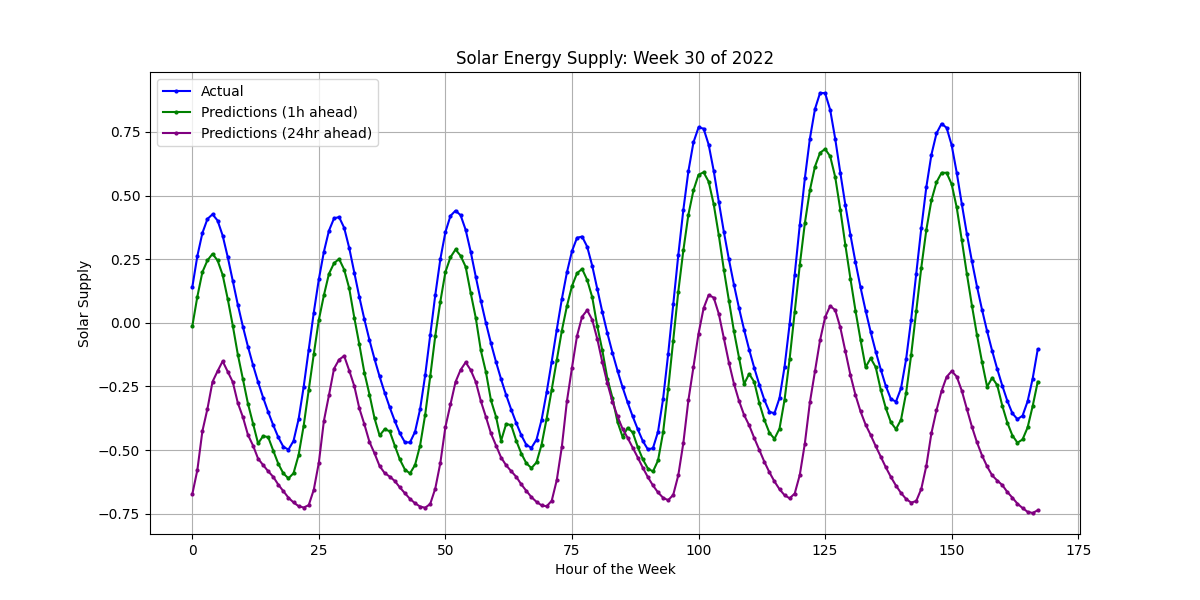 Solar Energy Supply: Week 30 of 2022
Actual
Predictions (1h ahead)
Predictions (24hr ahead)
Solar Supply
0.75
0.50
0.25
0.00
−0.25
−0.50
−0.75
0 25 50 75 100 125 150 175
Hour of the Week